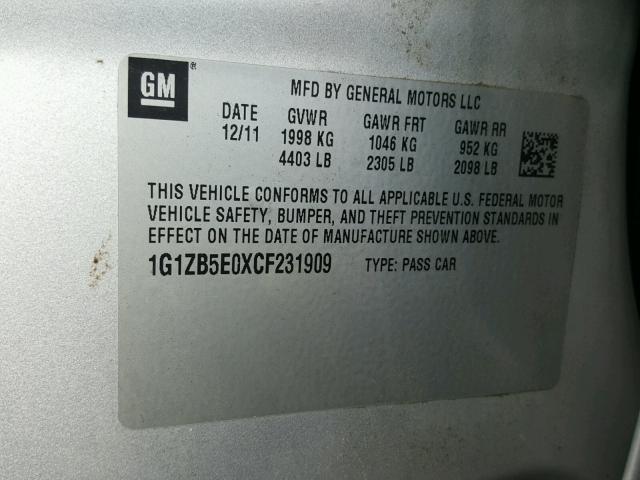 GM ®
MFD BY GENERAL MOTORS LLC
DATE GVWR GAWR FRT GAWR RR
12/11 1998 KG 1046 KG 952 KG
4403 LB 2305 LB 2098 LB
THIS VEHICLE CONFORMS TO ALL APPLICABLE U.S. FEDERAL MOTOR
VEHICLE SAFETY, BUMPER, AND THEFT PREVENTION STANDARDS IN
EFFECT ON THE DATE OF MANUFACTURE SHOWN ABOVE.
1G1ZB5E0XCF231909 TYPE: PASS CAR